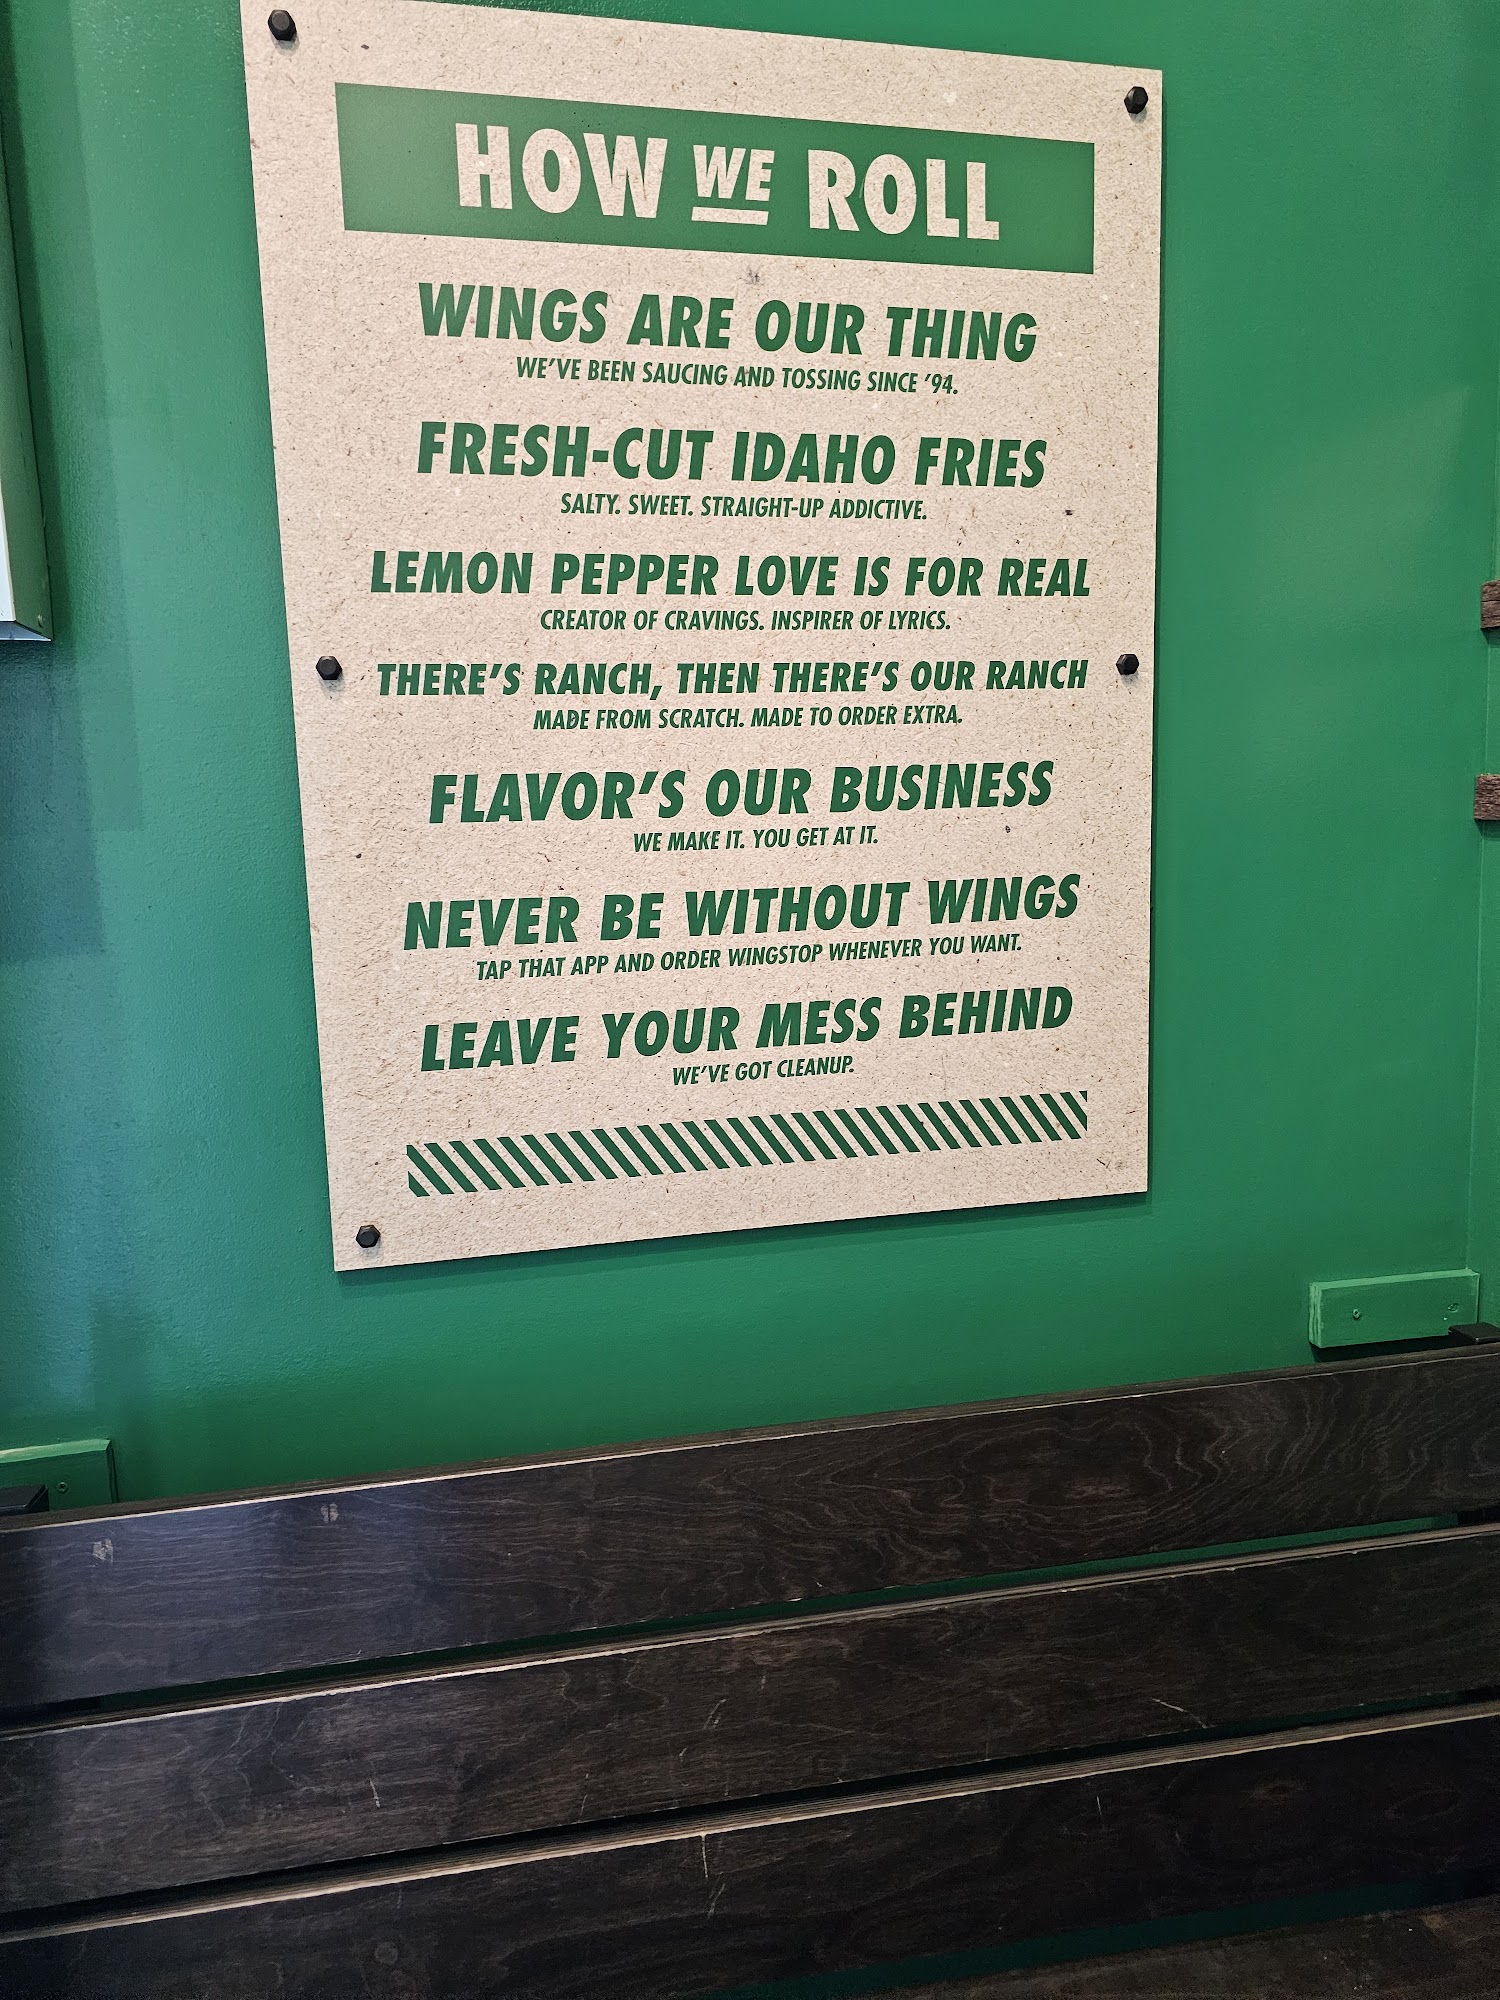 HOW WE ROLL
WINGS ARE OUR THING
WE'VE BEEN SAUCING AND TOSSING SINCE '94.
FRESH-CUT IDAHO FRIES
SALTY. SWEET. STRAIGHT-UP ADDICTIVE.
LEMON PEPPER LOVE IS FOR REAL
CREATOR OF CRAVINGS. INSPIRER OF LYRICS.
THERE'S RANCH, THEN THERE'S OUR RANCH
MADE FROM SCRATCH. MADE TO ORDER EXTRA.
FLAVOR'S OUR BUSINESS
WE MAKE IT. YOU GET AT IT.
NEVER BE WITHOUT WINGS
TAP THAT APP AND ORDER WINGSTOP WHENEVER YOU WANT.
LEAVE YOUR MESS BEHIND
WE'VE GOT CLEANUP.